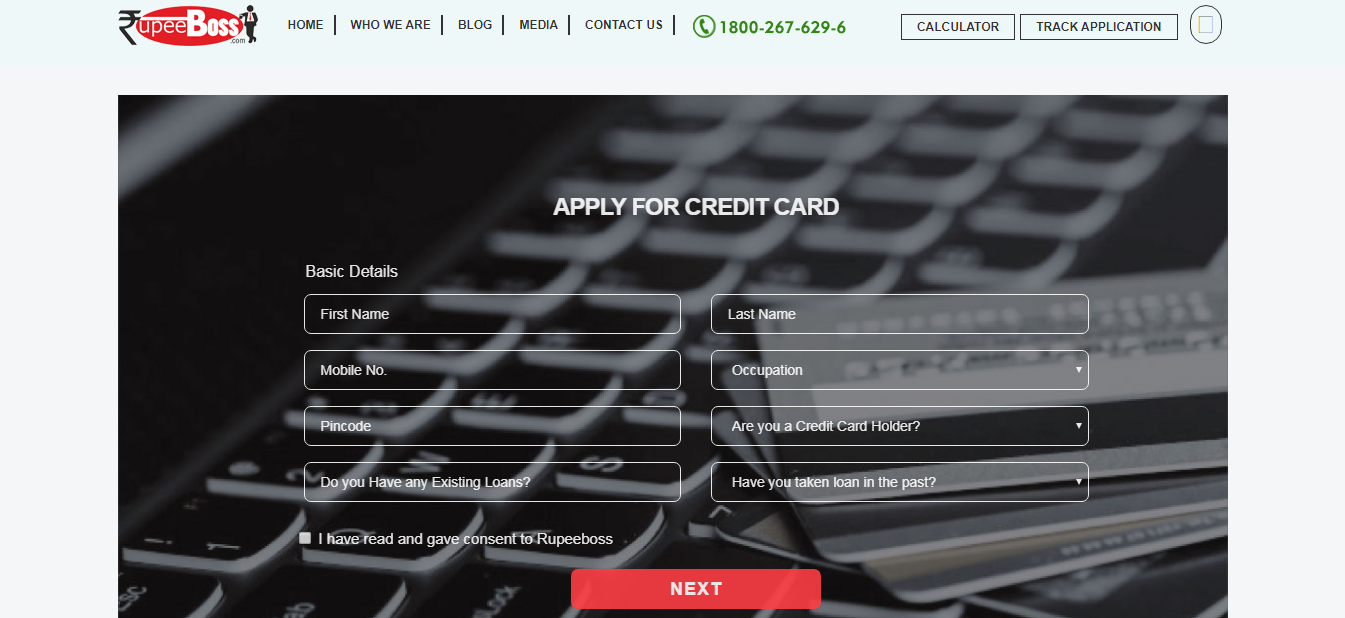 ₹upeeBoss .com
HOME
WHO WE ARE
BLOG
MEDIA
CONTACT US
1800-267-629-6
CALCULATOR
TRACK APPLICATION
APPLY FOR CREDIT CARD
Basic Details
First Name
Last Name
Mobile No.
Occupation
Pincode
Are you a Credit Card Holder?
Do you Have any Existing Loans?
Have you taken loan in the past?
I have read and gave consent to Rupeeboss
NEXT